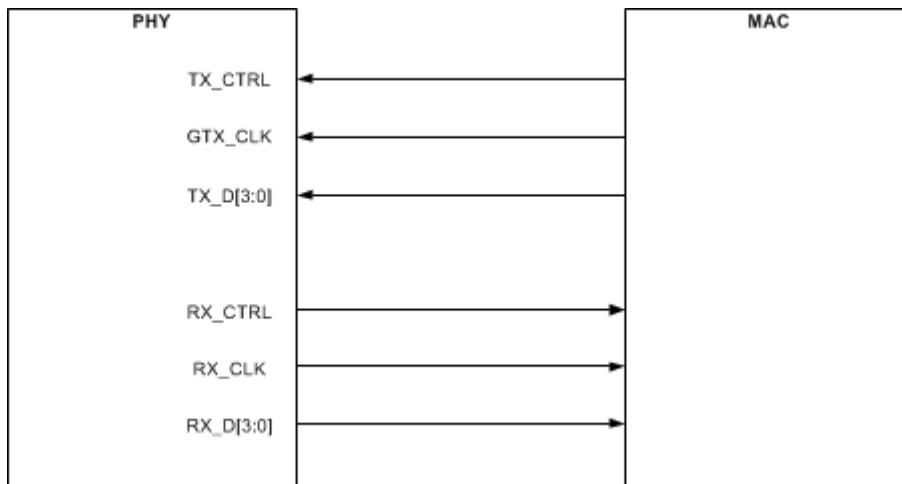 PHY
MAC
TX_CTRL
GTX_CLK
TX_D[3:0]
RX_CTRL
RX_CLK
RX_D[3:0]